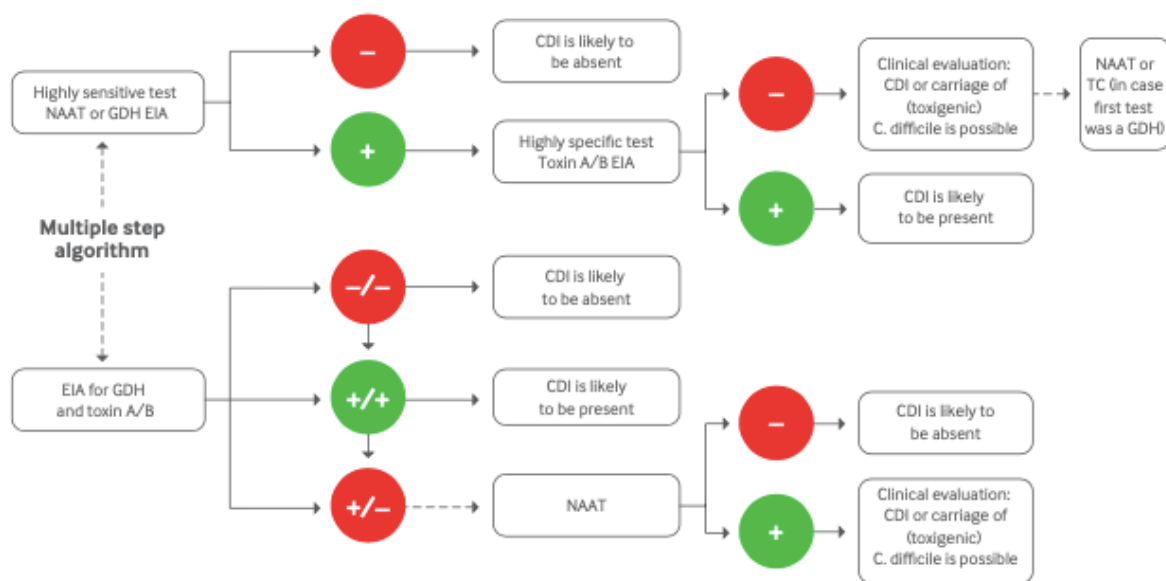 Highly sensitive test
NAAT or GDH EIA
–
CDI is likely to
be absent
+
Highly specific test
Toxin A/B EIA
–
Clinical evaluation:
CDI or carriage of
(toxigenic)
C. difficile is possible
NAAT or
TC (in case
first test
was a GDH)
+
CDI is likely
to be present
Multiple step
algorithm
EIA for GDH
and toxin A/B
–/–
CDI is likely
to be absent
+/+
CDI is likely
to be present
+/–
NAAT
–
CDI is likely to
be absent
+
Clinical evaluation:
CDI or carriage of
(toxigenic)
C. difficile is possible